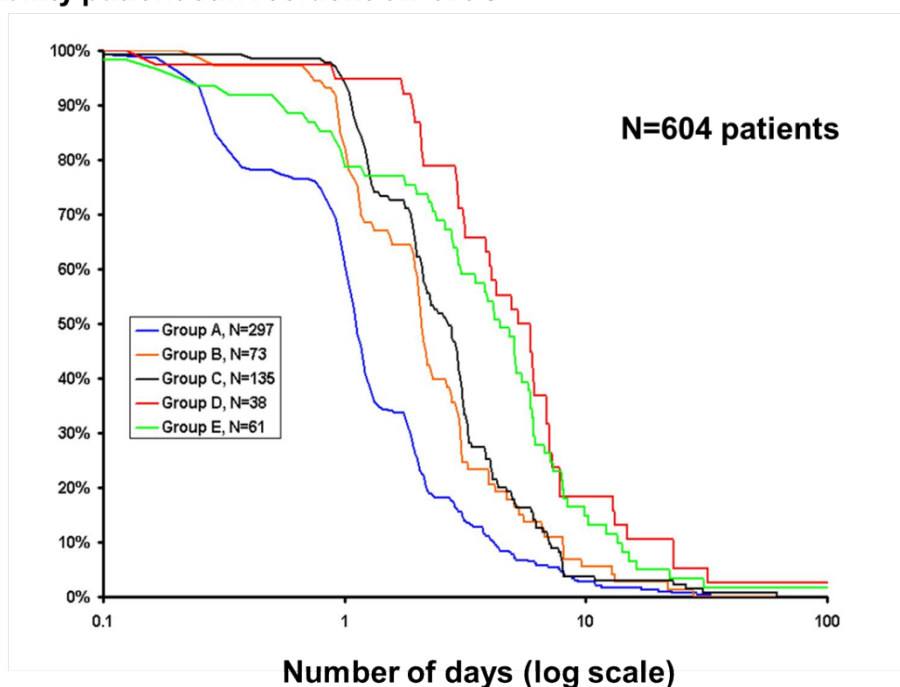 100%
90%
80%
70%
60%
50%
40%
30%
20%
10%
0%
N=604 patients
Group A, N=297
Group B, N=73
Group C, N=135
Group D, N=38
Group E, N=61
0.1 1 10 100
Number of days (log scale)